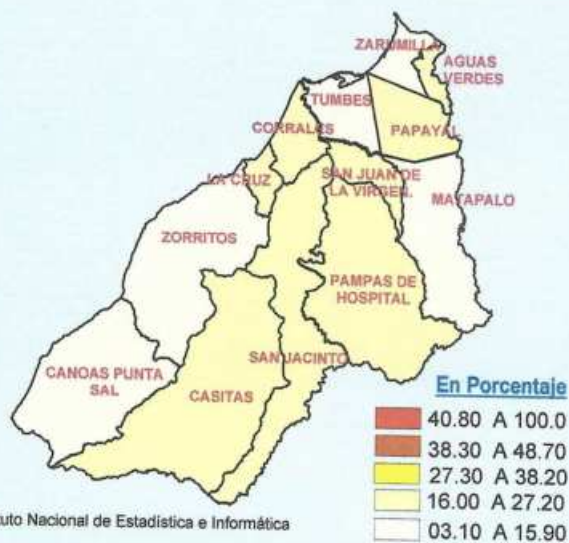 ZARUMILLA
AGUAS
VERDES
TUMBES
CORRALES
PAPAYAL
LA CRUZ
SAN JUAN DE
LA VIRGEN.
MATAPALO
ZORRITOS
PAMPAS DE
HOSPITAL
SAN JACINTO
CANOAS PUNTA
SAL
CASITAS
En Porcentaje
40.80 A 100.0
38.30 A 48.70
27.30 A 38.20
16.00 A 27.20
03.10 A 15.90
uto Nacional de Estadística e Informática